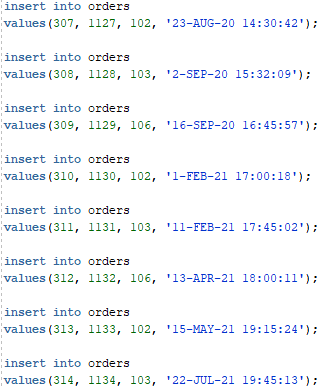 insert into orders
values(307, 1127, 102, '23-AUG-20 14:30:42');
insert into orders
values(308, 1128, 103, '2-SEP-20 15:32:09');
insert into orders
values(309, 1129, 106, '16-SEP-20 16:45:57');
insert into orders
values(310, 1130, 102, '1-FEB-21 17:00:18');
insert into orders
values(311, 1131, 103, '11-FEB-21 17:45:02');
insert into orders
values(312, 1132, 106, '13-APR-21 18:00:11');
insert into orders
values(313, 1133, 102, '15-MAY-21 19:15:24');
insert into orders
values(314, 1134, 103, '22-JUL-21 19:45:13');